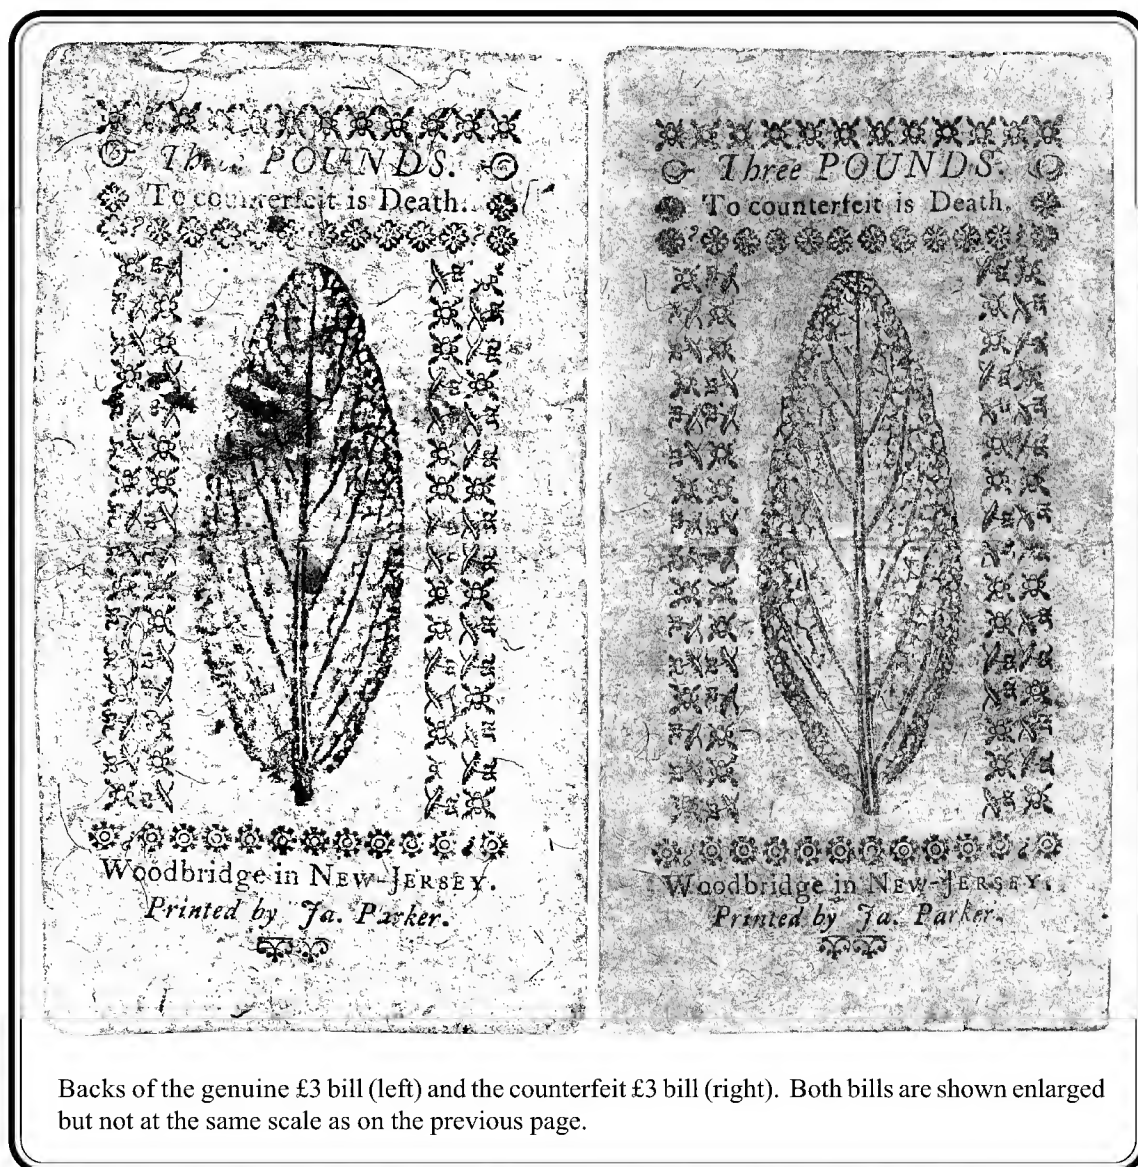 Three POUNDS.
To counterfeit is Death.
Woodbridge in NEW-JERSEY.
Printed by Ja. Parker.
Three POUNDS.
To counterfeit is Death.
Woodbridge in NEW-JERSEY.
Printed by Ja. Parker.
Backs of the genuine £3 bill (left) and the counterfeit £3 bill (right).  Both bills are shown enlarged
but not at the same scale as on the previous page.